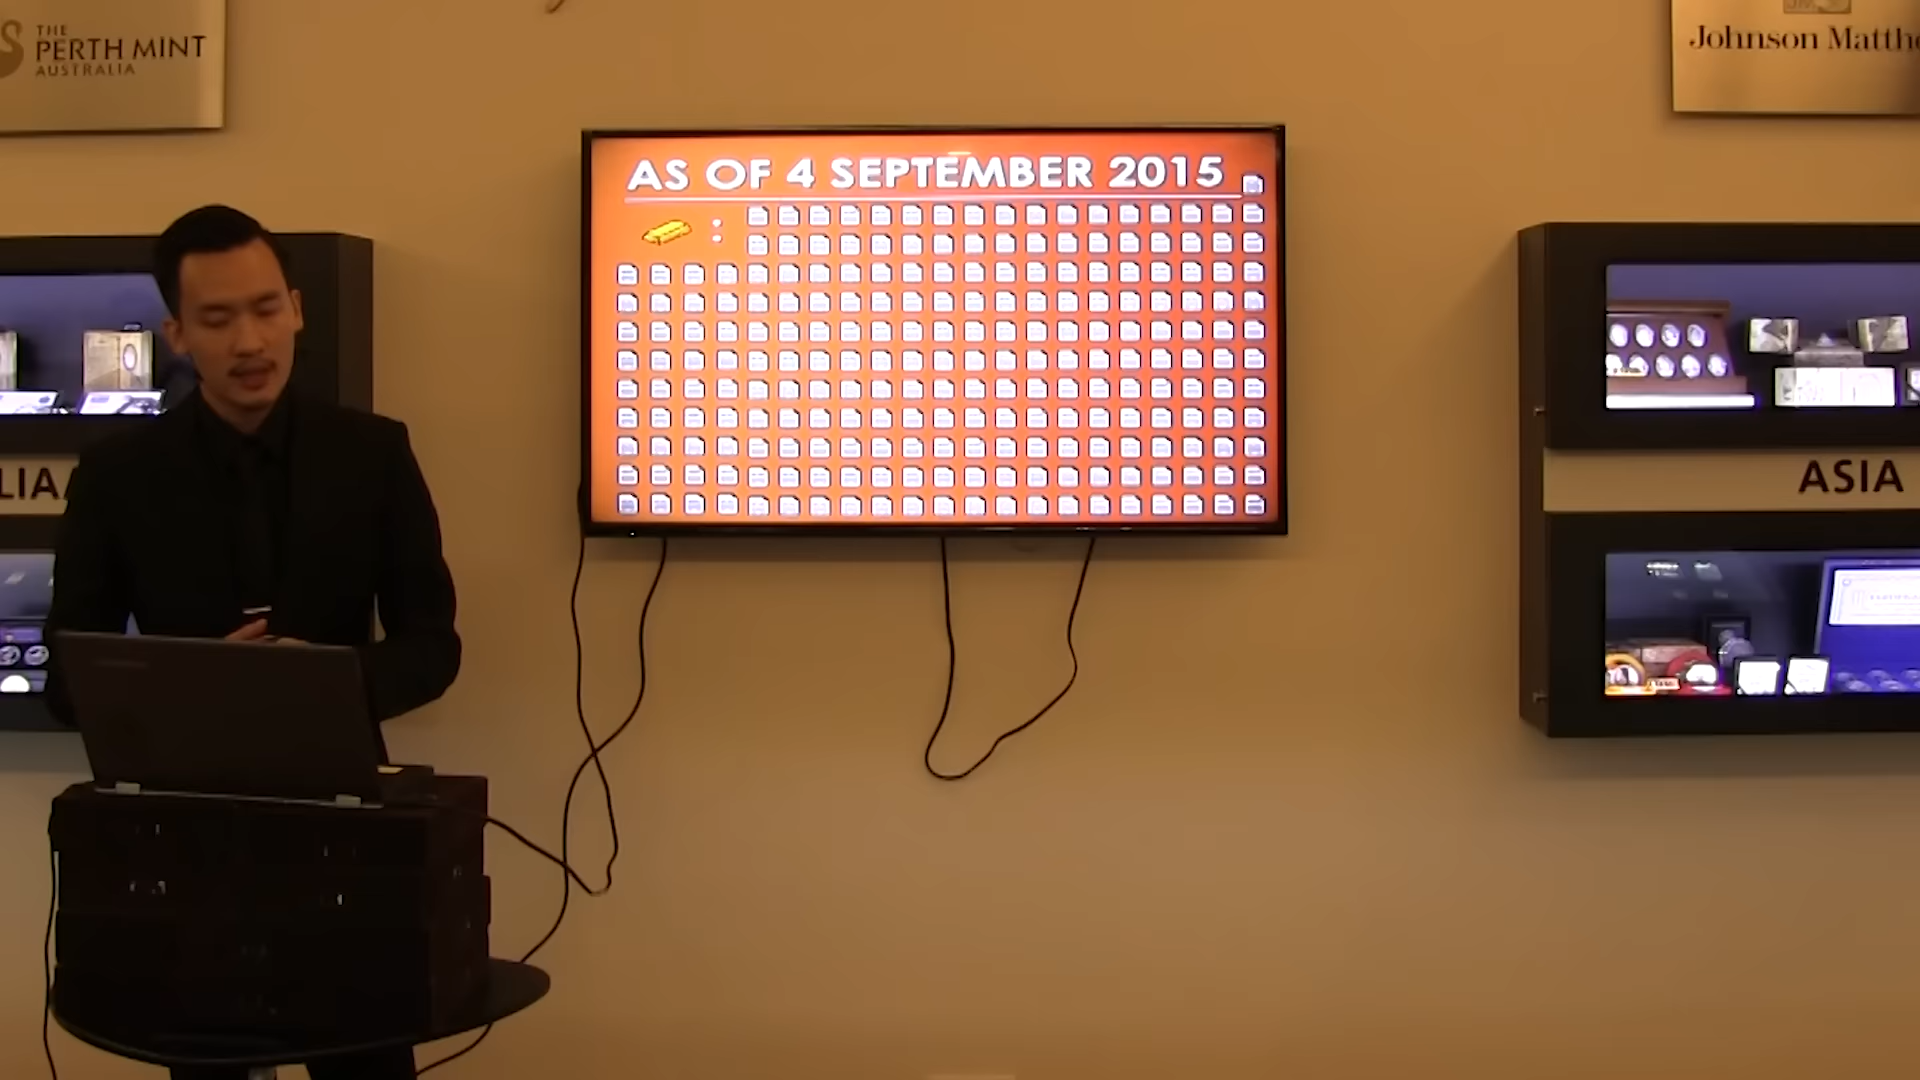 THE
PERTH MINT
AUSTRALIA
Johnson Matthe
AS OF 4 SEPTEMBER 2015
:
LIA
ASIA